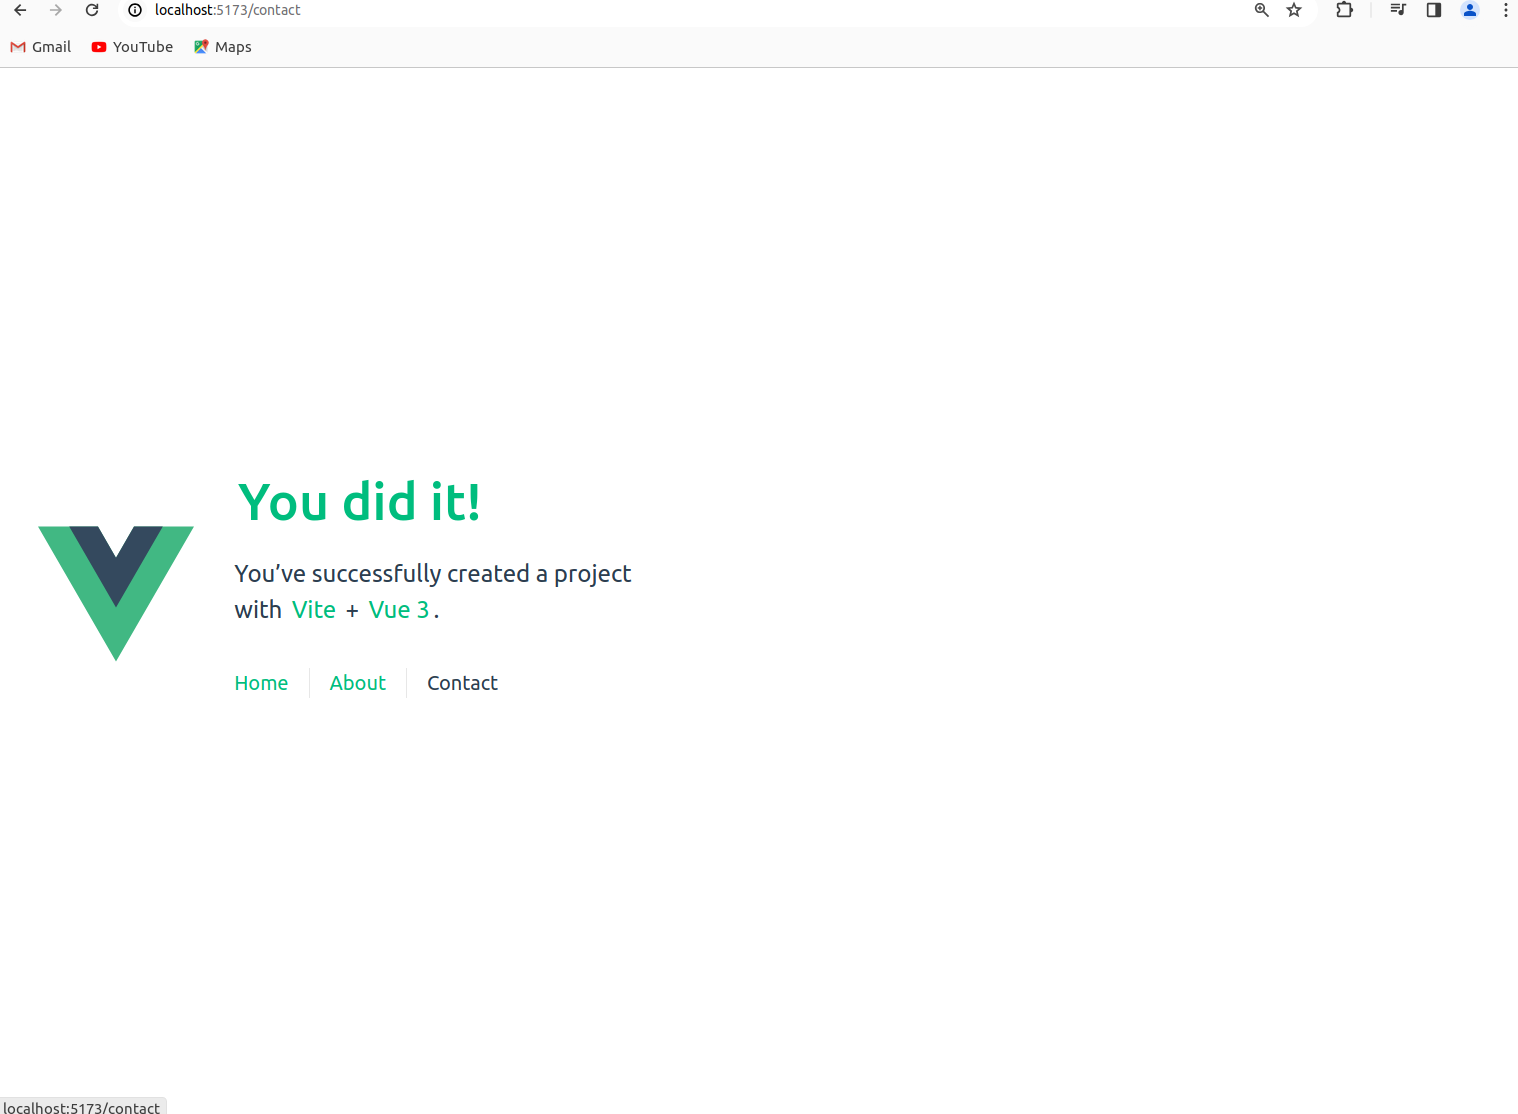 localhost:5173/contact
Gmail YouTube Maps
You did it!
You’ve successfully created a project
with Vite + Vue 3.
Home About Contact
localhost:5173/contact